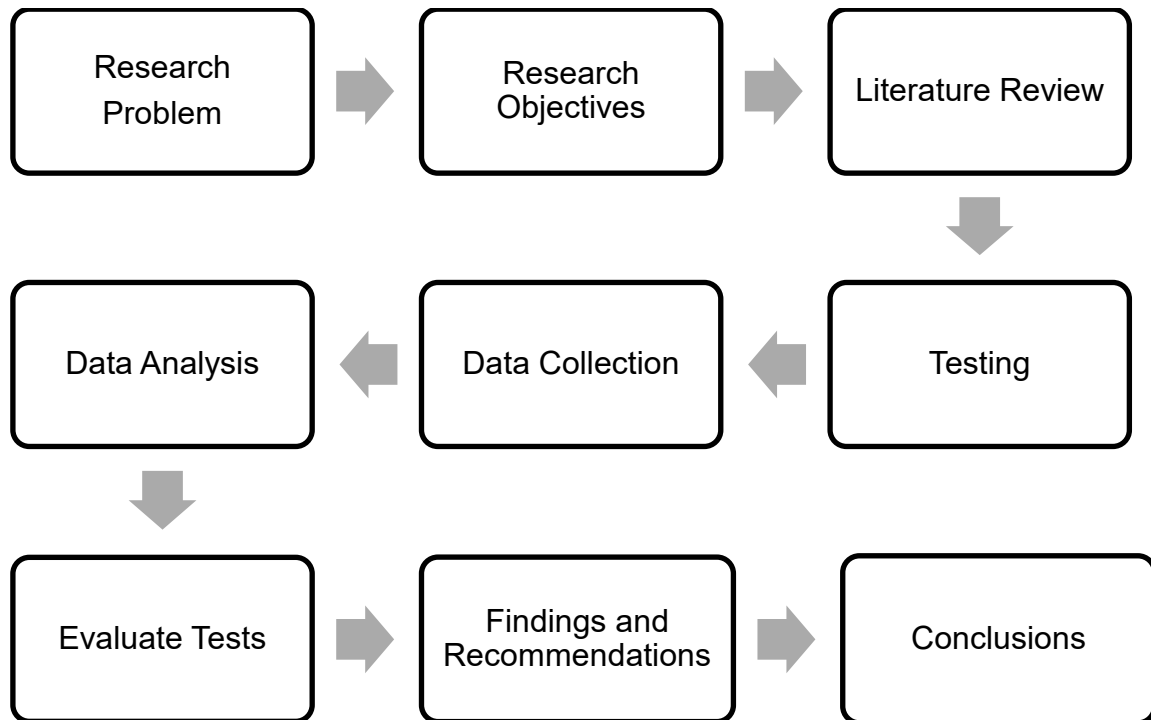 Research
Problem
Research
Objectives
Literature Review
Testing
Data Collection
Data Analysis
Evaluate Tests
Findings and
Recommendations
Conclusions